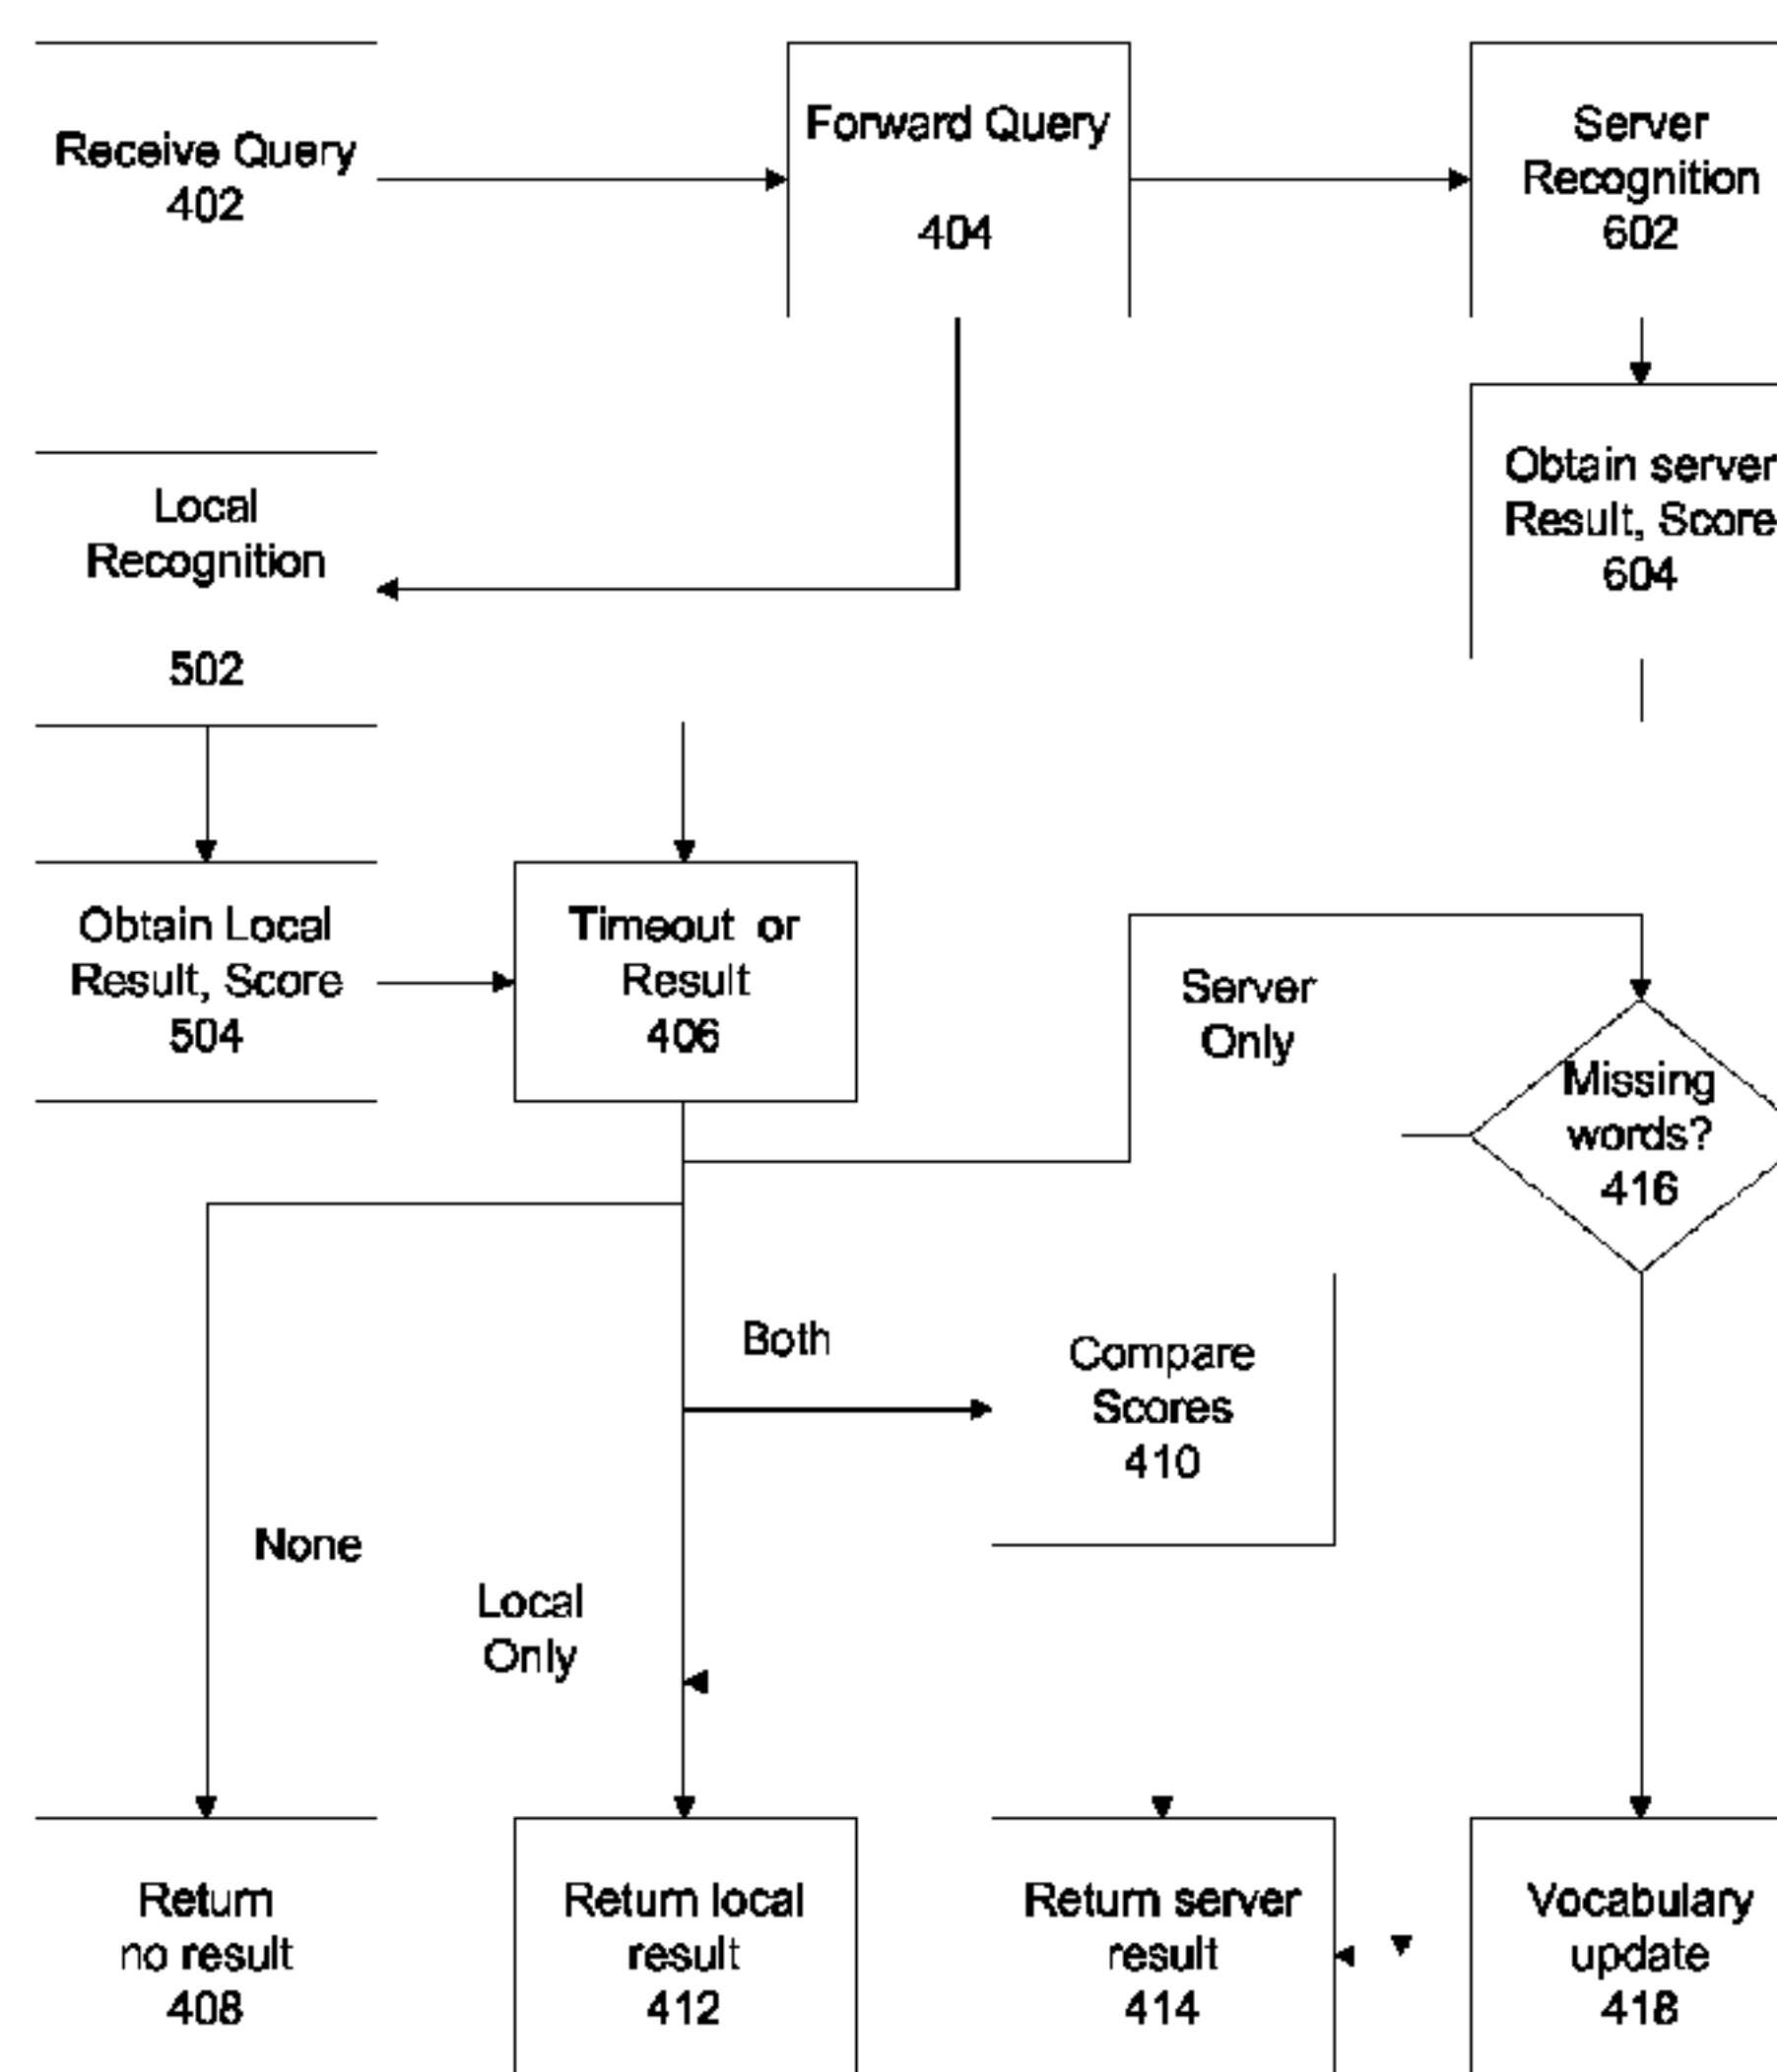 Receive Query
402
Forward Query
404
Server
Recognition
602
Local
Recognition
502
Obtain server
Result, Score
604
Obtain Local
Result, Score
504
Timeout or
Result
406
Server
Only
Missing
words?
416
Both
Compare
Scores
410
None
Local
Only
Return
no result
408
Return local
result
412
Return server
result
414
Vocabulary
update
418